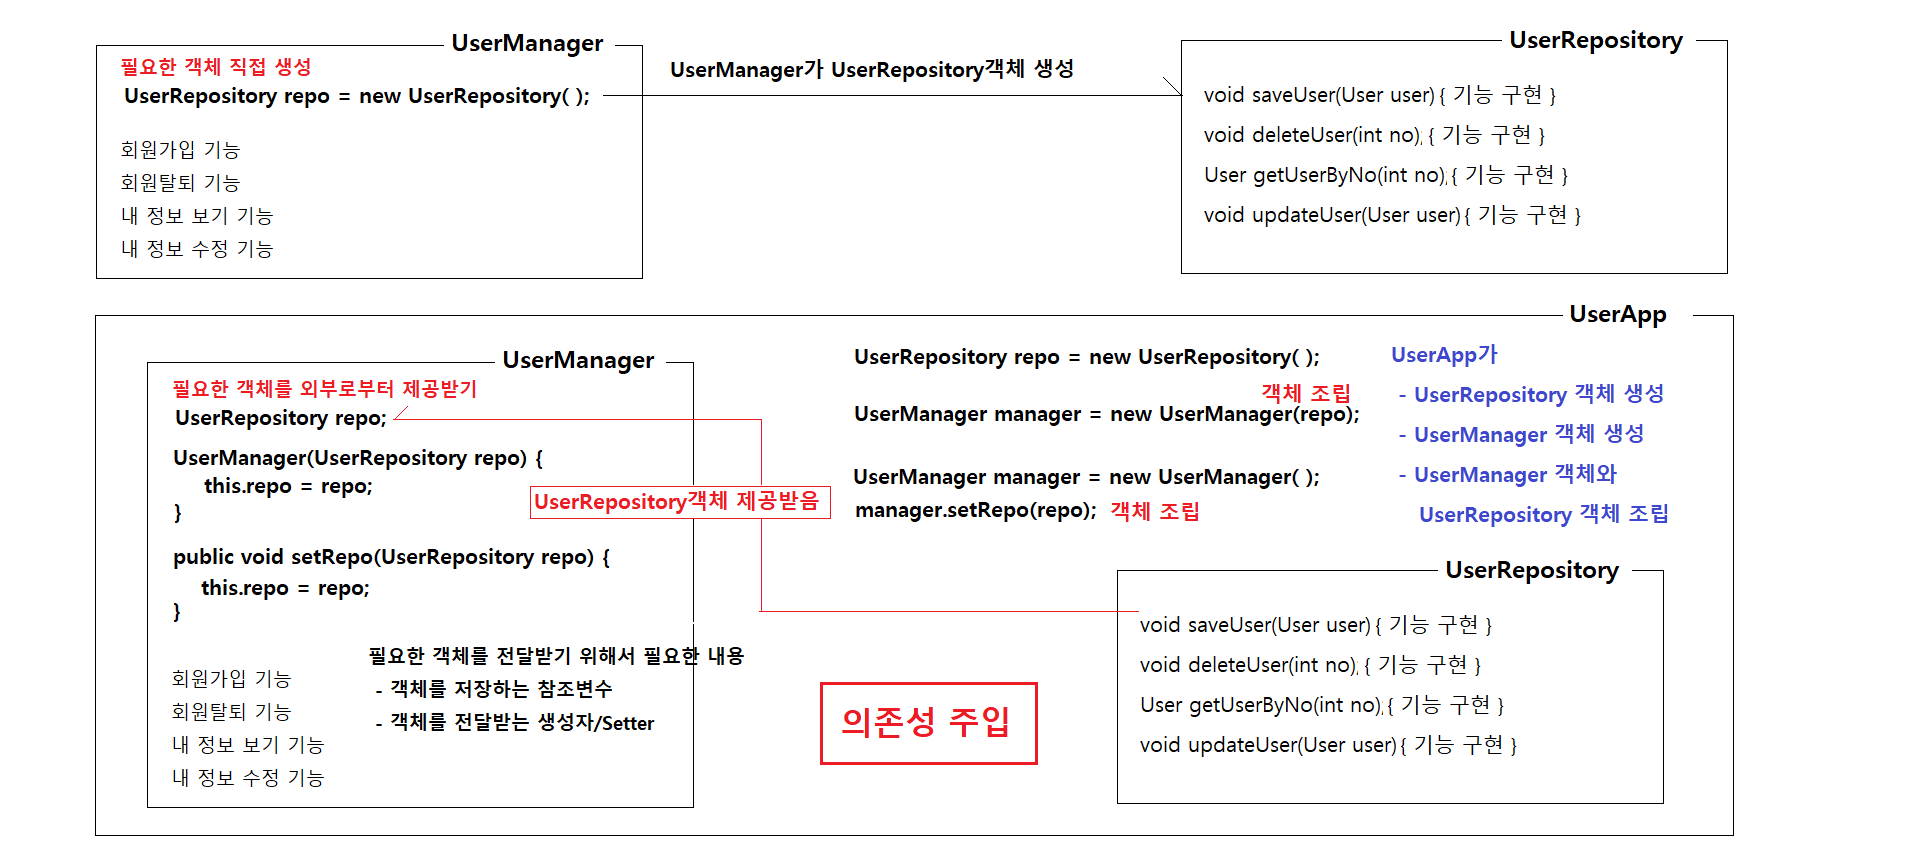 UserManager
필요한 객체 직접 생성
UserRepository repo = new UserRepository( );
회원가입 기능
회원탈퇴 기능
내 정보 보기 기능
내 정보 수정 기능
UserManager가 UserRepository객체 생성
UserRepository
void saveUser(User user) { 기능 구현 }
void deleteUser(int no); { 기능 구현 }
User getUserByNo(int no); { 기능 구현 }
void updateUser(User user) { 기능 구현 }
UserApp
UserManager
필요한 객체를 외부로부터 제공받기
UserRepository repo;
UserManager(UserRepository repo) {
this.repo = repo;
}
UserRepository객체 제공받음
public void setRepo(UserRepository repo) {
this.repo = repo;
}
필요한 객체를 전달받기 위해서 필요한 내용
- 객체를 저장하는 참조변수
- 객체를 전달받는 생성자/Setter
회원가입 기능
회원탈퇴 기능
내 정보 보기 기능
내 정보 수정 기능
UserRepository repo = new UserRepository( );
객체 조립
UserManager manager = new UserManager(repo);
UserManager manager = new UserManager( );
manager.setRepo(repo); 객체 조립
UserApp가
- UserRepository 객체 생성
- UserManager 객체 생성
- UserManager 객체와
UserRepository 객체 조립
의존성 주입
UserRepository
void saveUser(User user) { 기능 구현 }
void deleteUser(int no); { 기능 구현 }
User getUserByNo(int no); { 기능 구현 }
void updateUser(User user) { 기능 구현 }